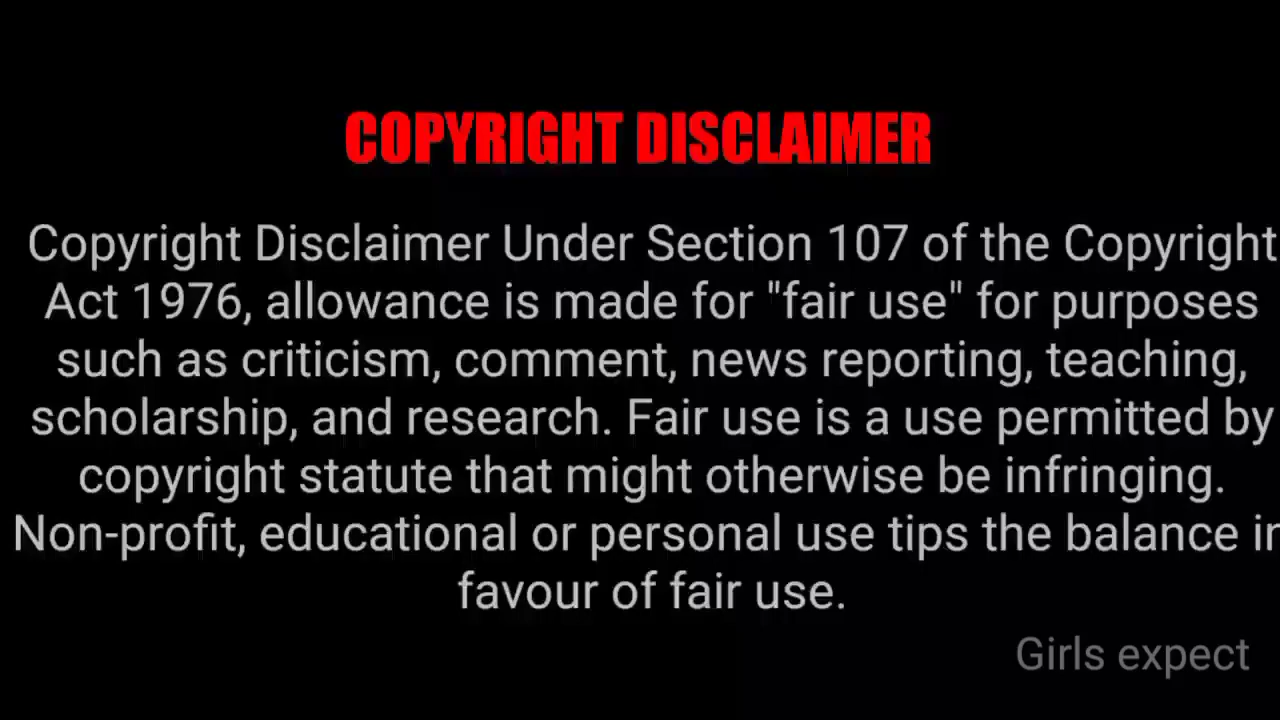 COPYRIGHT DISCLAIMER
Copyright Disclaimer Under Section 107 of the Copyright
Act 1976, allowance is made for "fair use" for purposes
such as criticism, comment, news reporting, teaching,
scholarship, and research. Fair use is a use permitted by
copyright statute that might otherwise be infringing.
Non-profit, educational or personal use tips the balance in
favour of fair use.
Girls expect